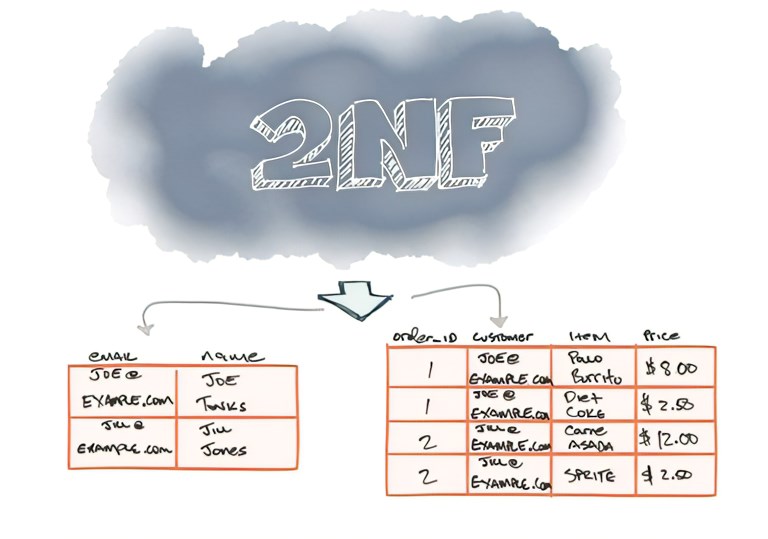 2NF
email name
JOE@ JOE
EXAMPLE.com Tonks
JILL@ Jill
EXAMPLE.com Jones
order_ID customer Item Price
1 JOE@ EXAMPLE.com Pollo Burrito $8.00
1 JOE@ EXAMPLE.com Diet COKE $2.50
2 Jill@ EXAMPLE.com Carne ASADA $12.00
2 Jill@ EXAMPLE.com SPRITE $2.50